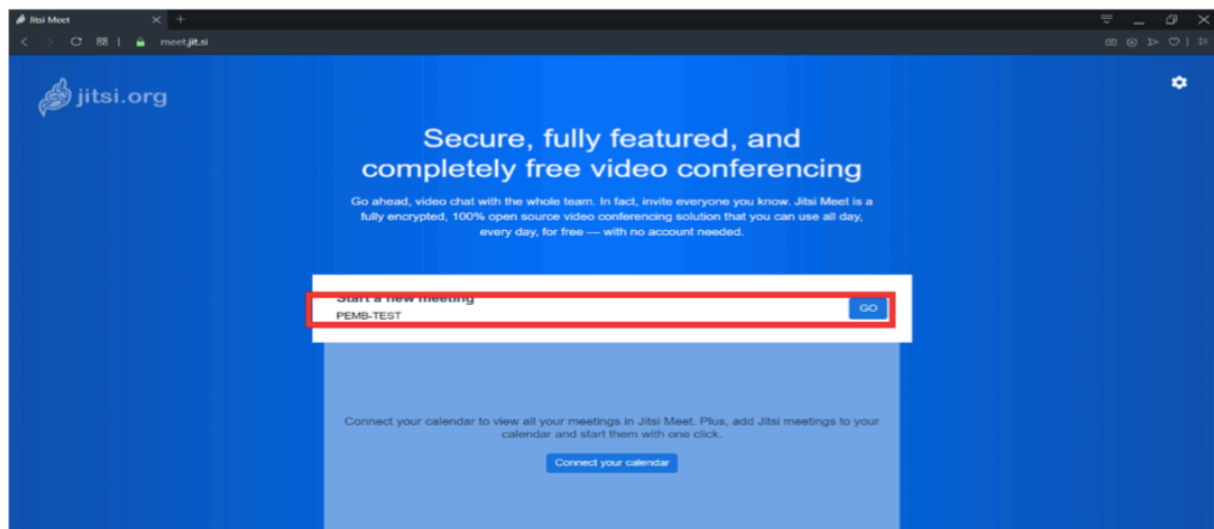 Jitsi Meet
meet.jit.si
jitsi.org
Secure, fully featured, and
completely free video conferencing
Go ahead, video chat with the whole team. In fact, invite everyone you know. Jitsi Meet is a
fully encrypted, 100% open source video conferencing solution that you can use all day,
every day, for free — with no account needed.
Start a new meeting
PEMB-TEST
GO
Connect your calendar to view all your meetings in Jitsi Meet. Plus, add Jitsi meetings to your
calendar and start them with one click.
Connect your calendar